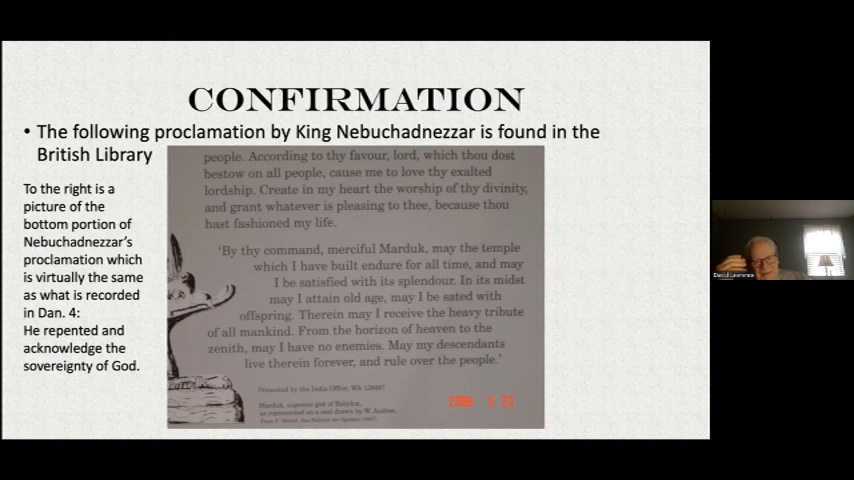 CONFIRMATION
• The following proclamation by King Nebuchadnezzar is found in the
British Library
To the right is a
picture of the
bottom portion of
Nebuchadnezzar's
proclamation which
is virtually the same
as what is recorded
in Dan. 4:
He repented and
acknowledge the
sovereignty of God.
people. According to thy favour, lord, which thou dost
bestow on all people, cause me to love thy exalted
lordship. Create in my heart the worship of thy divinity,
and grant whatever is pleasing to thee, because thou
hast fashioned my life.
'By thy command, merciful Marduk, may the temple
which I have built endure for all time, and may
I be satisfied with its splendour. In its midst
may I attain old age, may I be sated with
offspring. Therein may I receive the heavy tribute
of all mankind. From the horizon of heaven to the
zenith, may I have no enemies. May my descendants
live therein forever, and rule over the people.'
Presented by the India Office, WA
Marduk, supreme god of Babylon,
as represented on a seal drawn by W. Andrae
2006 5 21
David Lawrence